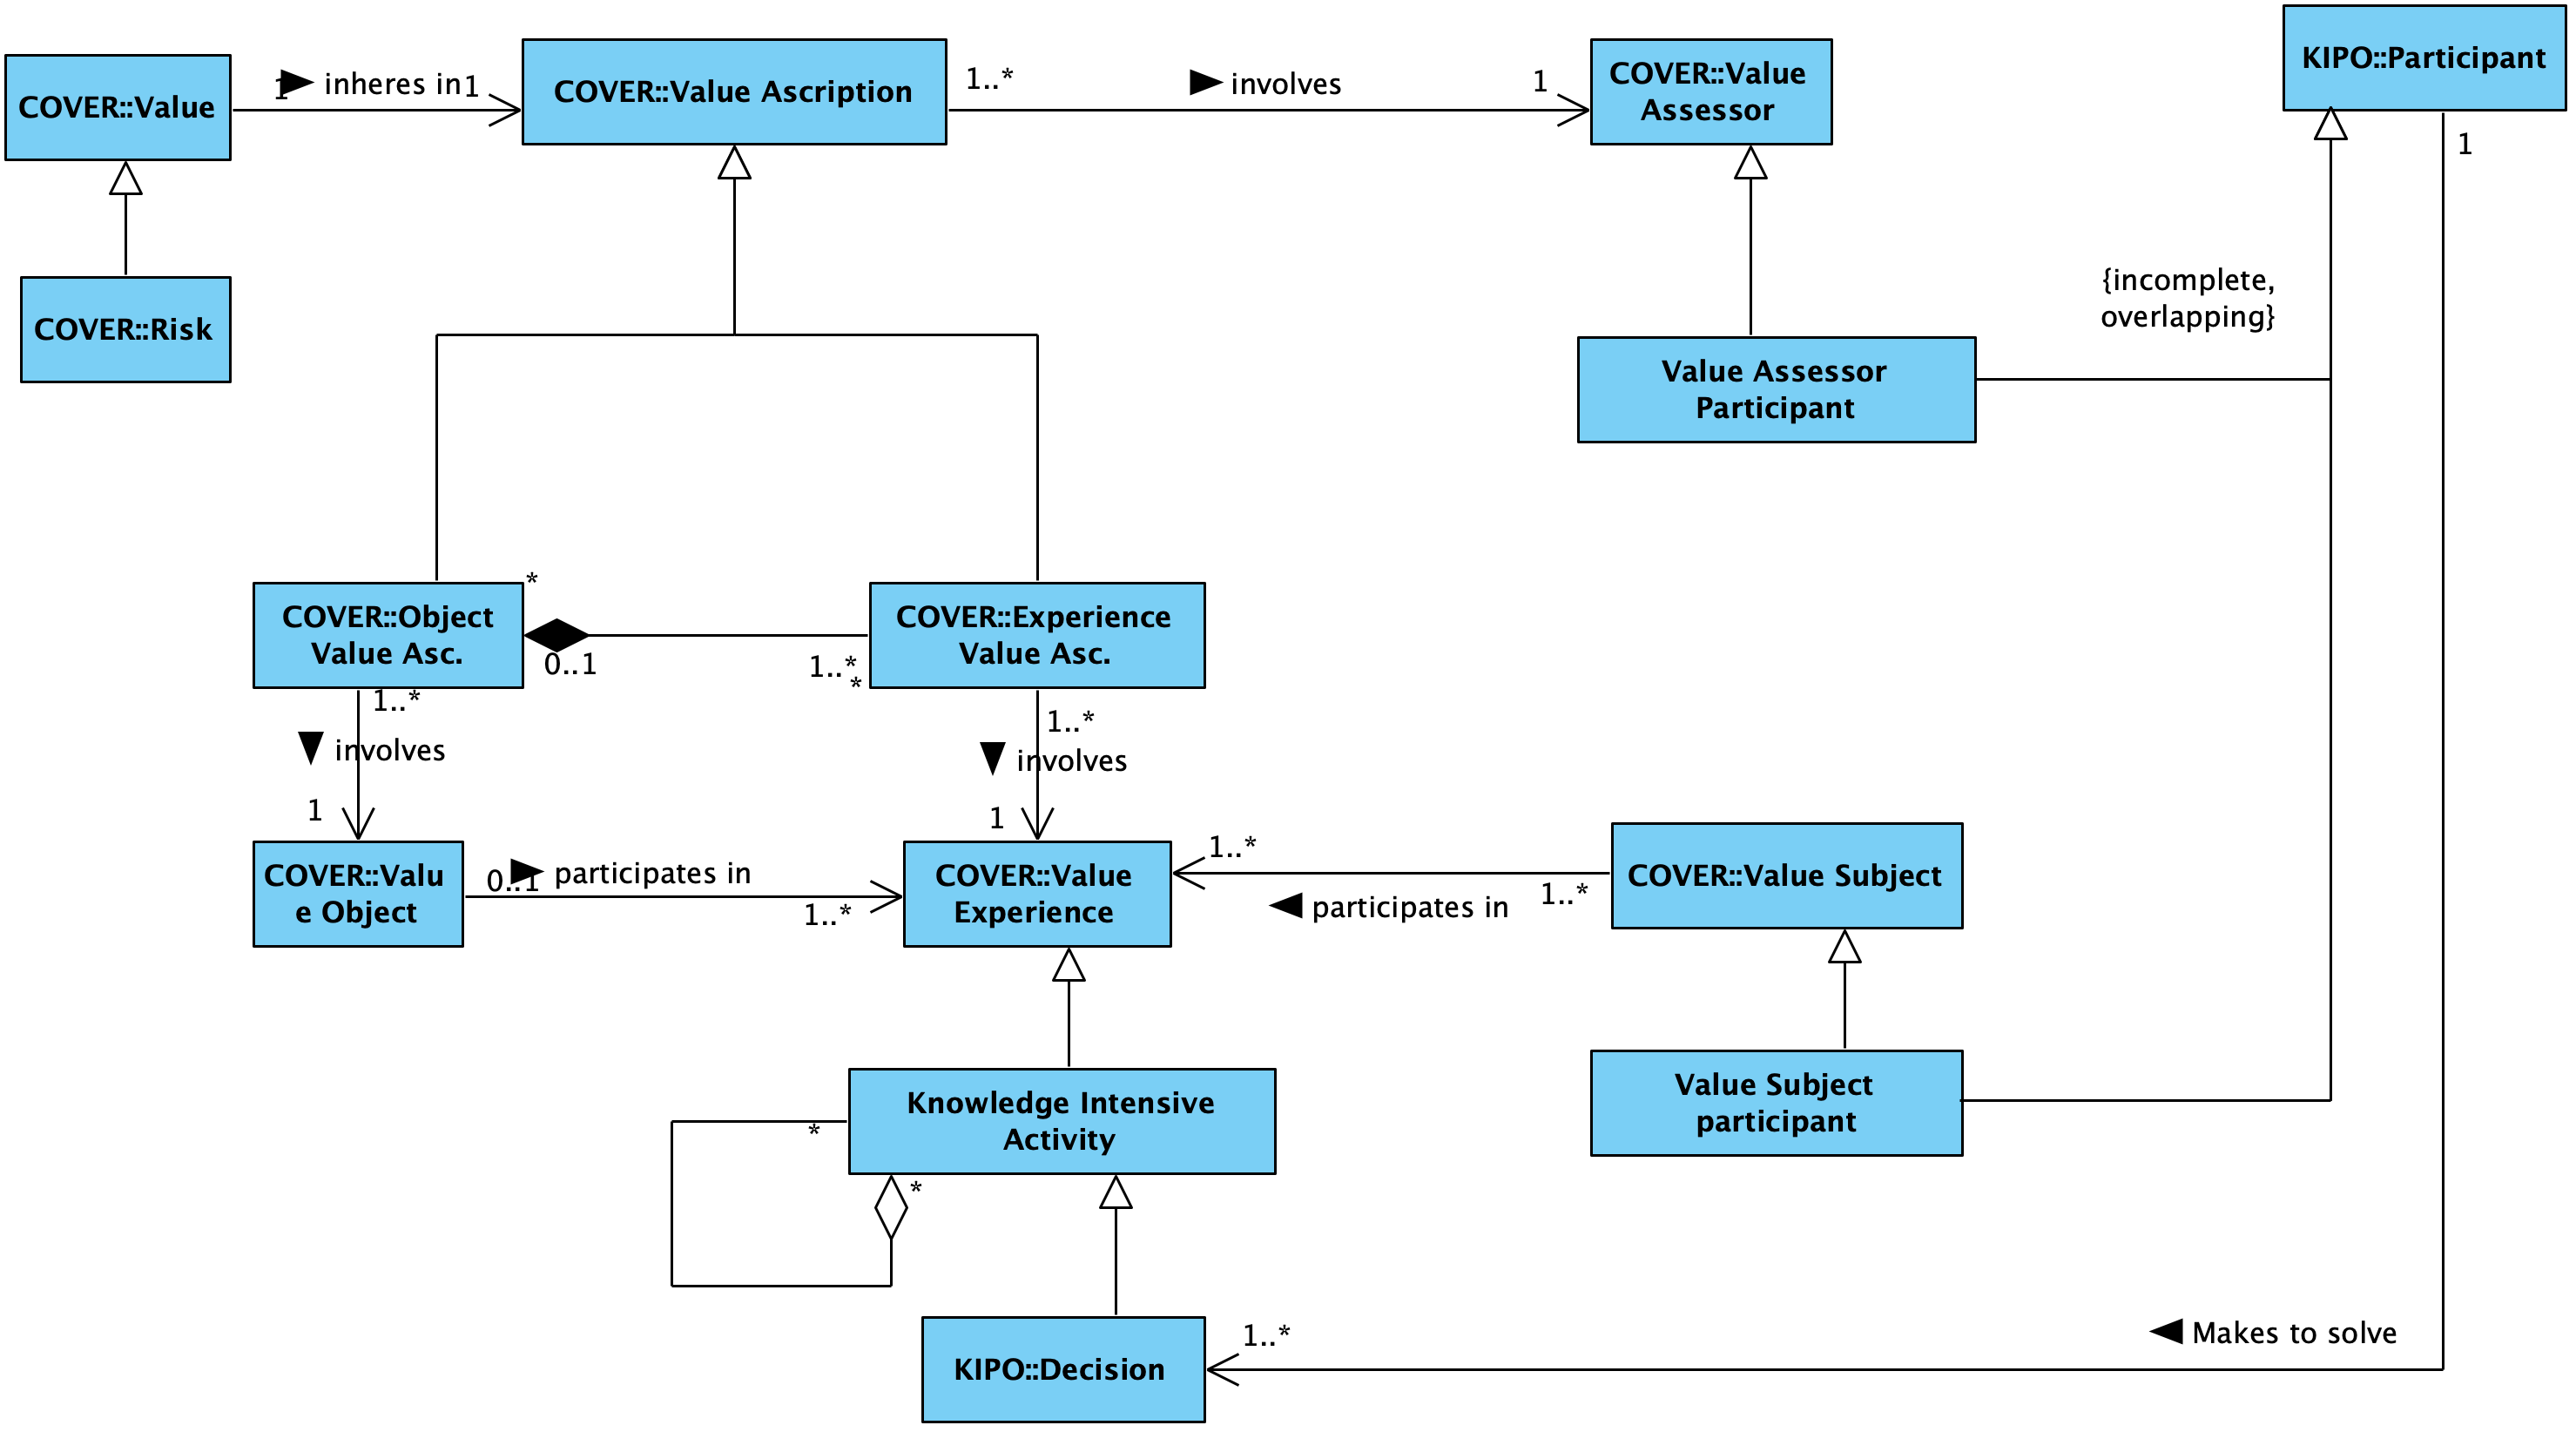 KIPO::Participant
COVER::Value
inheres in
1
1
COVER::Value Ascription
1..*
involves
1
COVER::Value
Assessor
1
COVER::Risk
{incomplete,
overlapping}
Value Assessor
Participant
COVER::Object
Value Asc.
*
0..1
1..*
*
COVER::Experience
Value Asc.
1..*
involves
1
1..*
involves
1
COVER::Valu
e Object
0..1
participates in
1..*
COVER::Value
Experience
1..*
participates in
1..*
COVER::Value Subject
Knowledge Intensive
Activity
*
*
Value Subject
participant
KIPO::Decision
1..*
Makes to solve